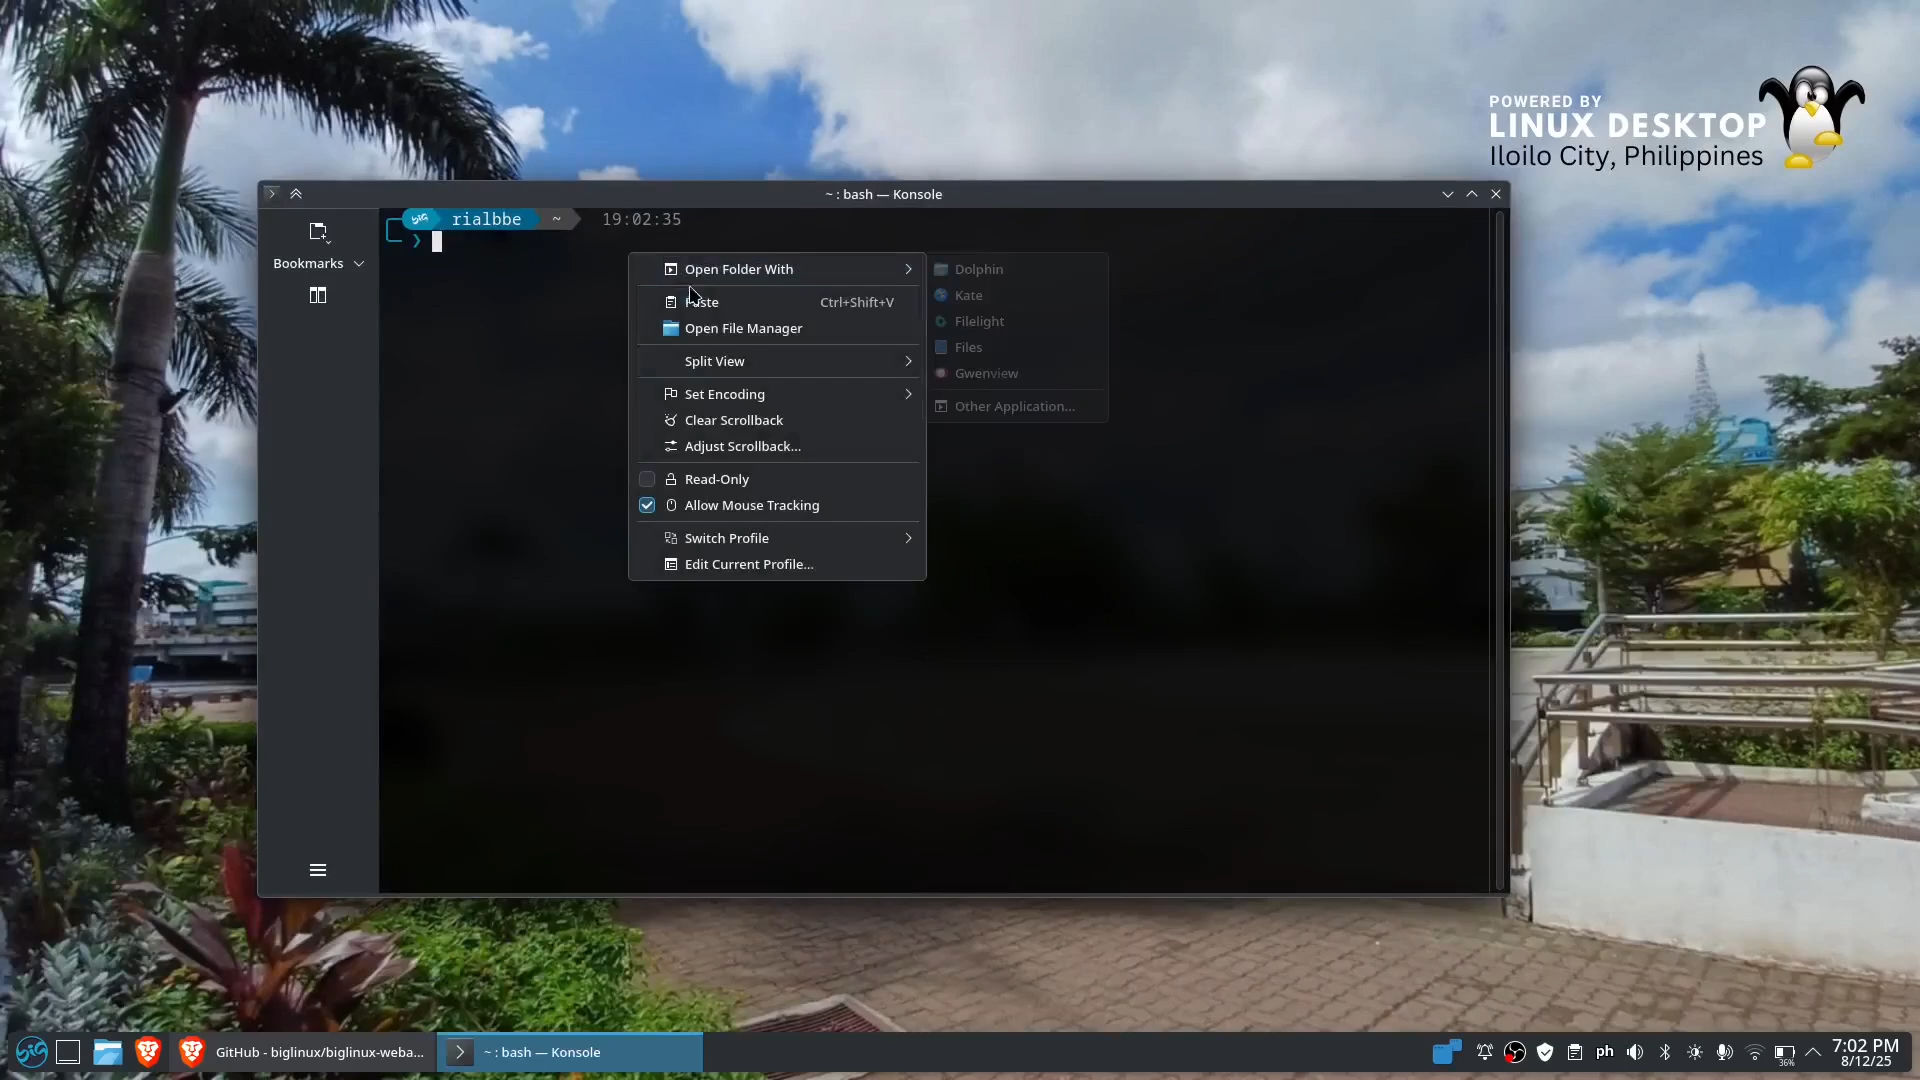 POWERED BY
LINUX DESKTOP
Iloilo City, Philippines
~ : bash — Konsole
big rialbbe ~ 19:02:35
❯
Bookmarks
Open Folder With
Paste Ctrl+Shift+V
Open File Manager
Split View
Set Encoding
Clear Scrollback
Adjust Scrollback...
Read-Only
Allow Mouse Tracking
Switch Profile
Edit Current Profile...
Dolphin
Kate
Filelight
Files
Gwenview
Other Application...
big
GitHub - biglinux/biglinux-weba...
~ : bash — Konsole
ph
36%
7:02 PM
8/12/25